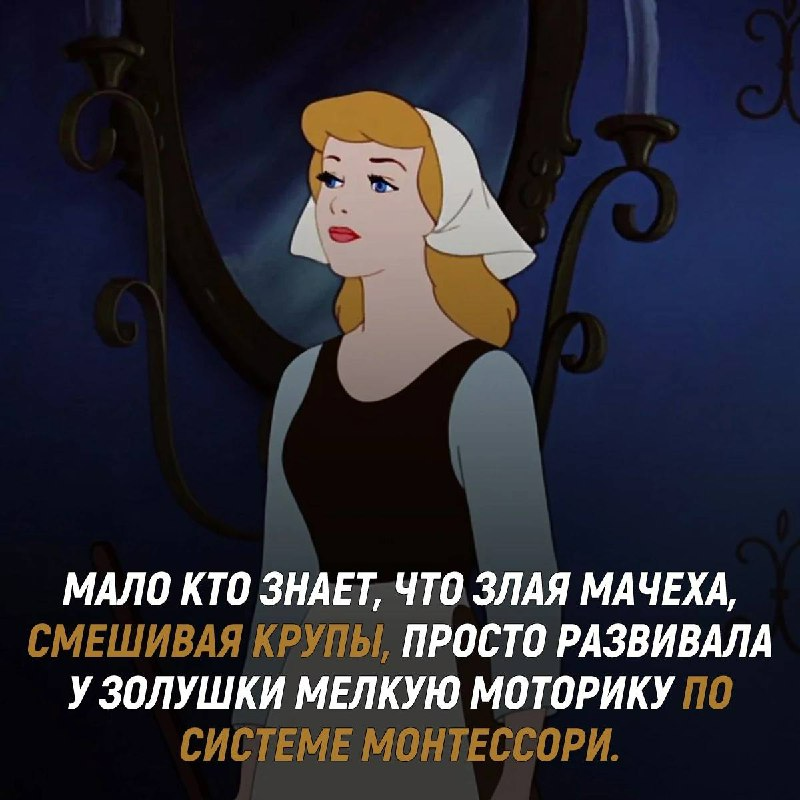 МАЛО КТО ЗНАЕТ, ЧТО ЗЛАЯ МАЧЕХА,
СМЕШИВАЯ КРУПЫ, ПРОСТО РАЗВИВАЛА
У ЗОЛУШКИ МЕЛКУЮ МОТОРИКУ ПО
СИСТЕМЕ МОНТЕССОРИ.